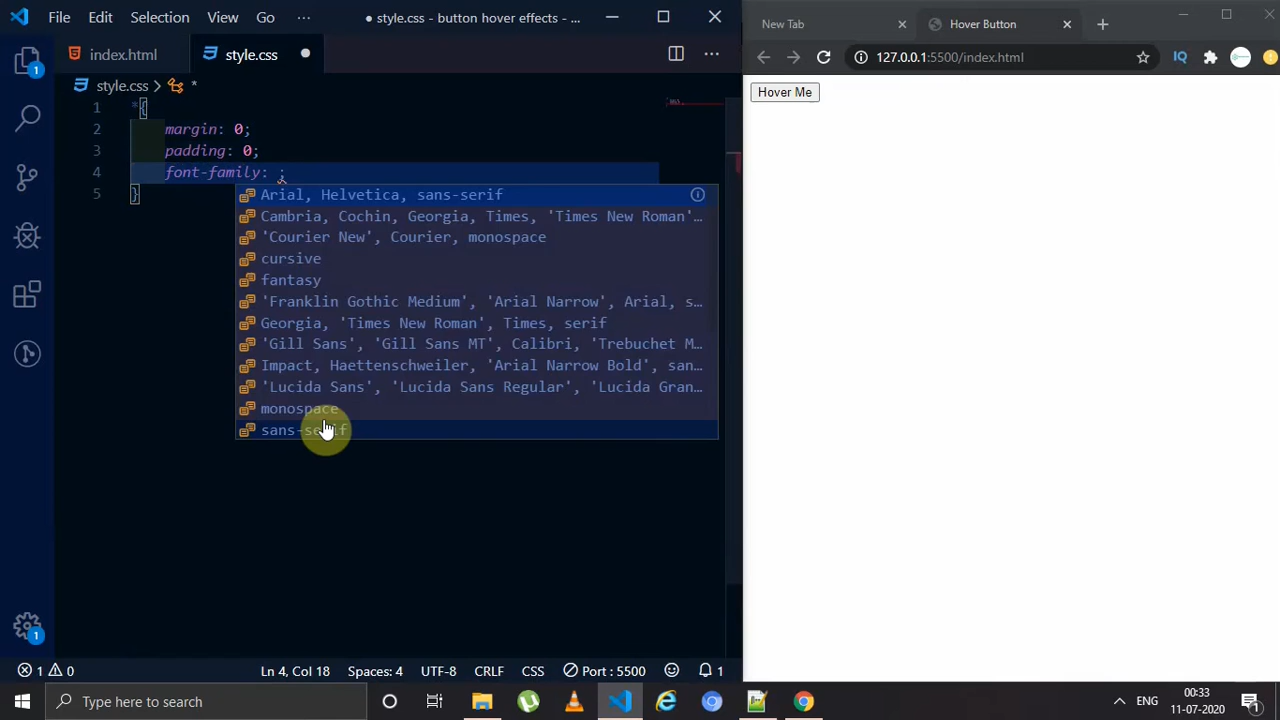 File Edit Selection View Go ··· ● style.css - button hover effects - ...
New Tab
Hover Button
index.html
style.css
127.0.0.1:5500/index.html
IQ
style.css > *
Hover Me
1 *{
2 margin: 0;
3 padding: 0;
4 font-family: ;
5 }
Arial, Helvetica, sans-serif
Cambria, Cochin, Georgia, Times, 'Times New Roman'…
'Courier New', Courier, monospace
cursive
fantasy
'Franklin Gothic Medium', 'Arial Narrow', Arial, s…
Georgia, 'Times New Roman', Times, serif
'Gill Sans', 'Gill Sans MT', Calibri, 'Trebuchet M…
Impact, Haettenschweiler, 'Arial Narrow Bold', san…
'Lucida Sans', 'Lucida Sans Regular', 'Lucida Gran…
monospace
sans-serif
1
1
1 0 Ln 4, Col 18 Spaces: 4 UTF-8 CRLF CSS Port : 5500 1
Type here to search
ENG
00:33
11-07-2020
1